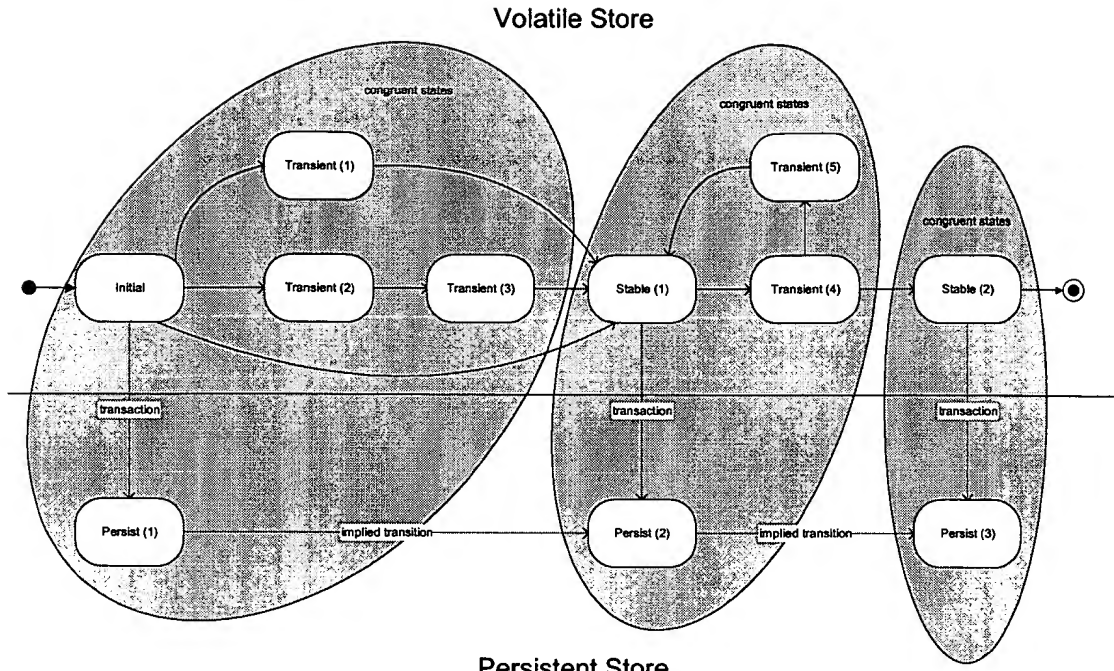 Volatile Store
congruent states
congruent states
Transient (1)
Transient (5)
congruent states
Initial
Transient (2)
Transient (3)
Stable (1)
Transient (4)
Stable (2)
transaction
transaction
transaction
Persist (1)
implied transition
Persist (2)
implied transition
Persist (3)
Persistent Store